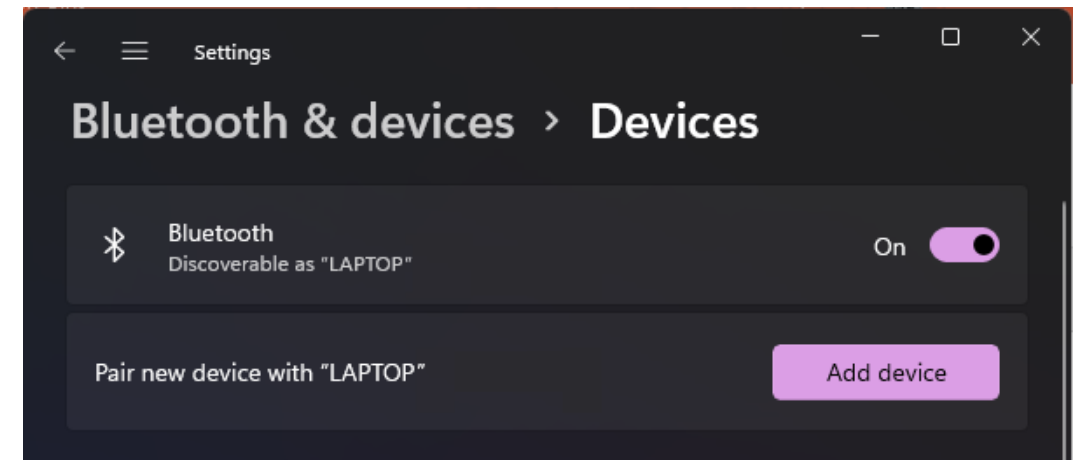 Settings
Bluetooth & devices > Devices
Bluetooth
Discoverable as "LAPTOP"
On
Pair new device with "LAPTOP"
Add device